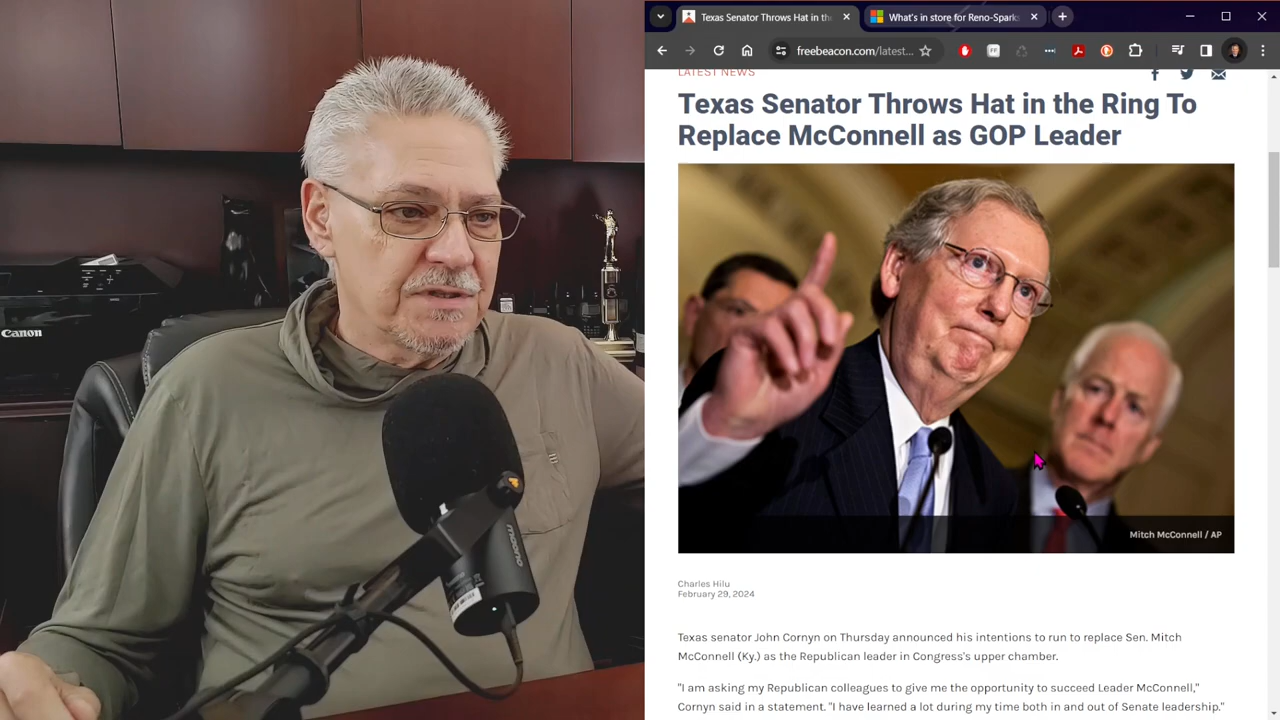 Texas Senator Throws Hat in the
What's in store for Reno-Spark
freebeacon.com/latest...
LATEST NEWS
Texas Senator Throws Hat in the Ring To
Replace McConnell as GOP Leader
Canon
maono
Mitch McConnell / AP
Charles Hilu
February 29, 2024
Texas senator John Cornyn on Thursday announced his intentions to run to replace Sen. Mitch
McConnell (Ky.) as the Republican leader in Congress's upper chamber.
"I am asking my Republican colleagues to give me the opportunity to succeed Leader McConnell,"
Cornyn said in a statement. "I have learned a lot during my time both in and out of Senate leadership."